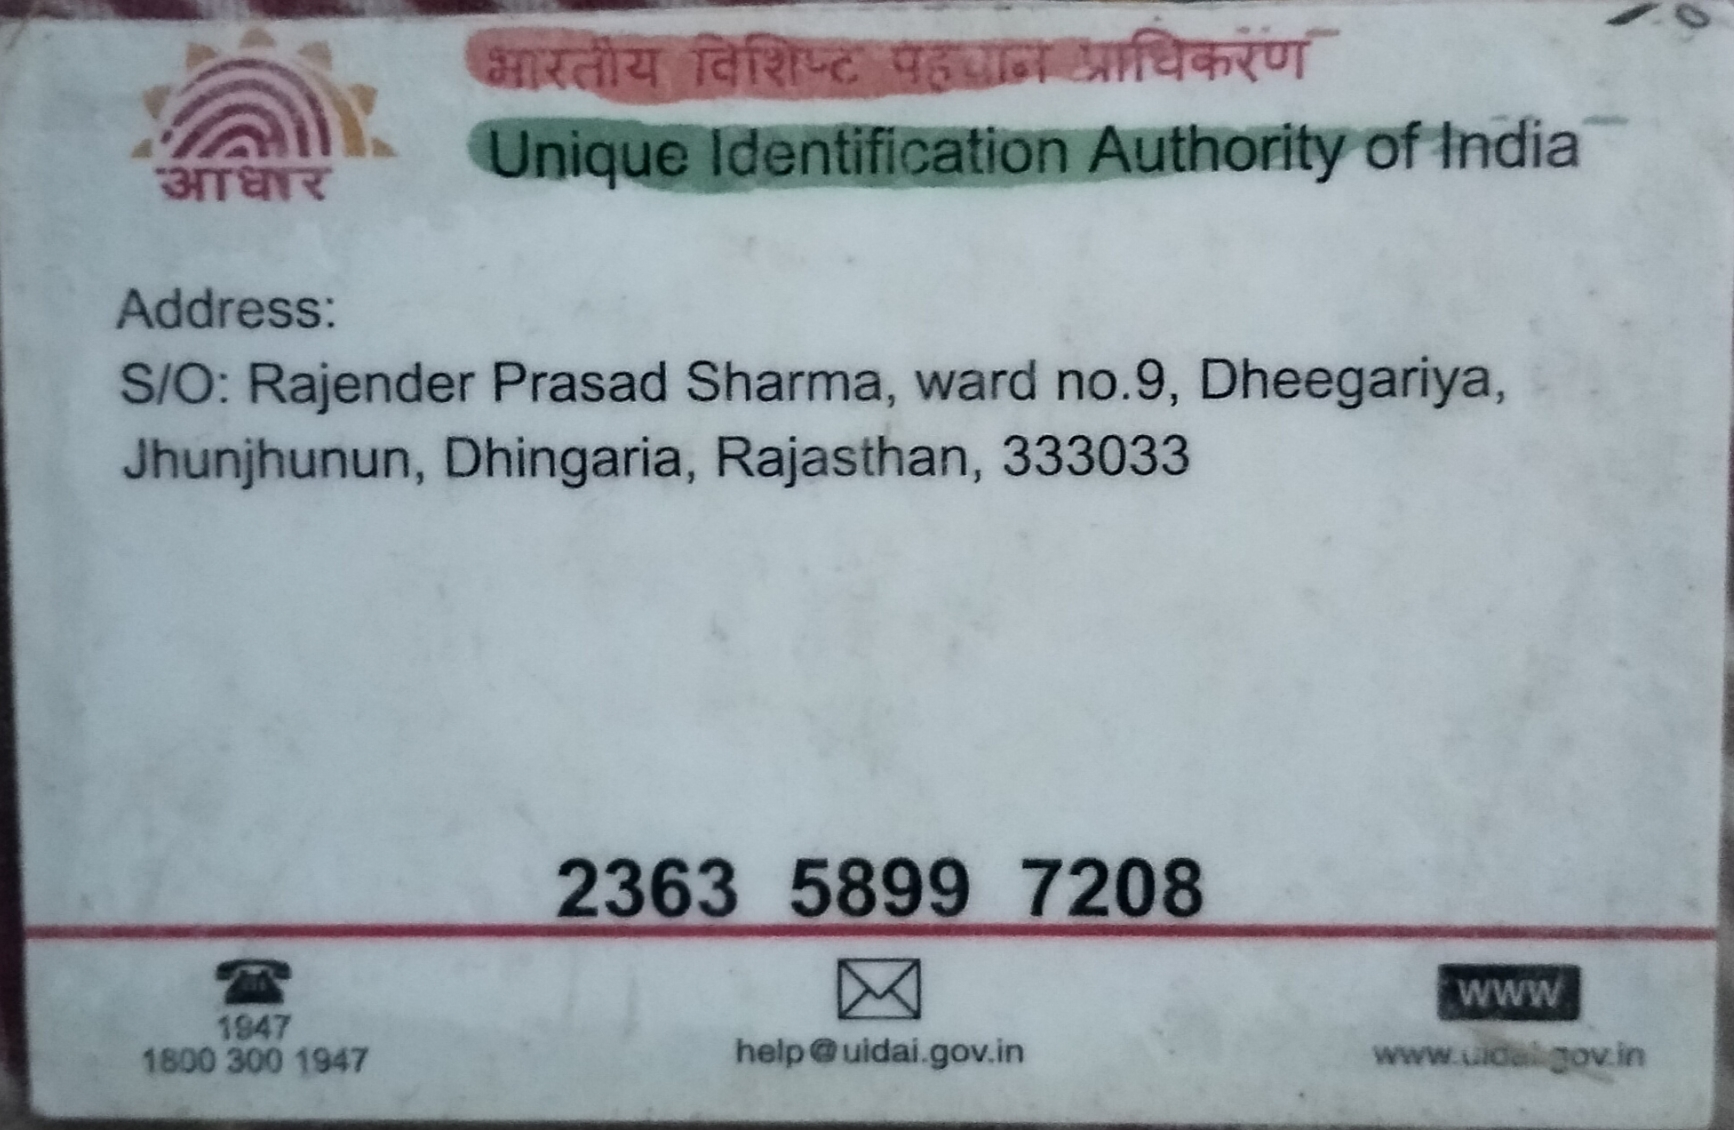 भारतीय विशिष्ट पहचान प्राधिकरण
Unique Identification Authority of India
आधार
Address:
S/O: Rajender Prasad Sharma, ward no.9, Dheegariya,
Jhunjhunun, Dhingaria, Rajasthan, 333033
2363 5899 7208
1947
1800 300 1947
help@uidai.gov.in
www
www.uidai.gov.in